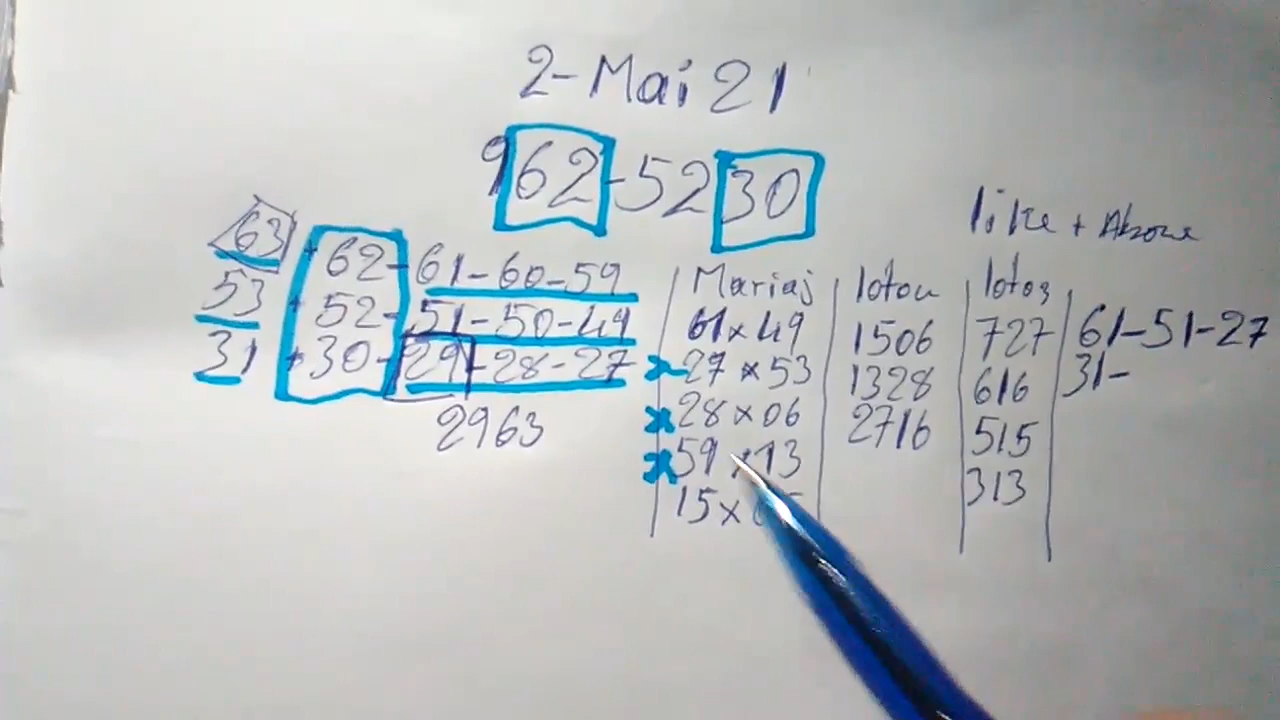 2-Mai 21
962-5230
like + Abone
63 + 62-61-60-59
53 + 52-51-50-49
31 + 30-29-28-27
2963
Mariaj
61x49
27x53
28x06
59x13
15x
lotou
1506
1328
2716
loto3
727
616
515
313
61-51-27
31-